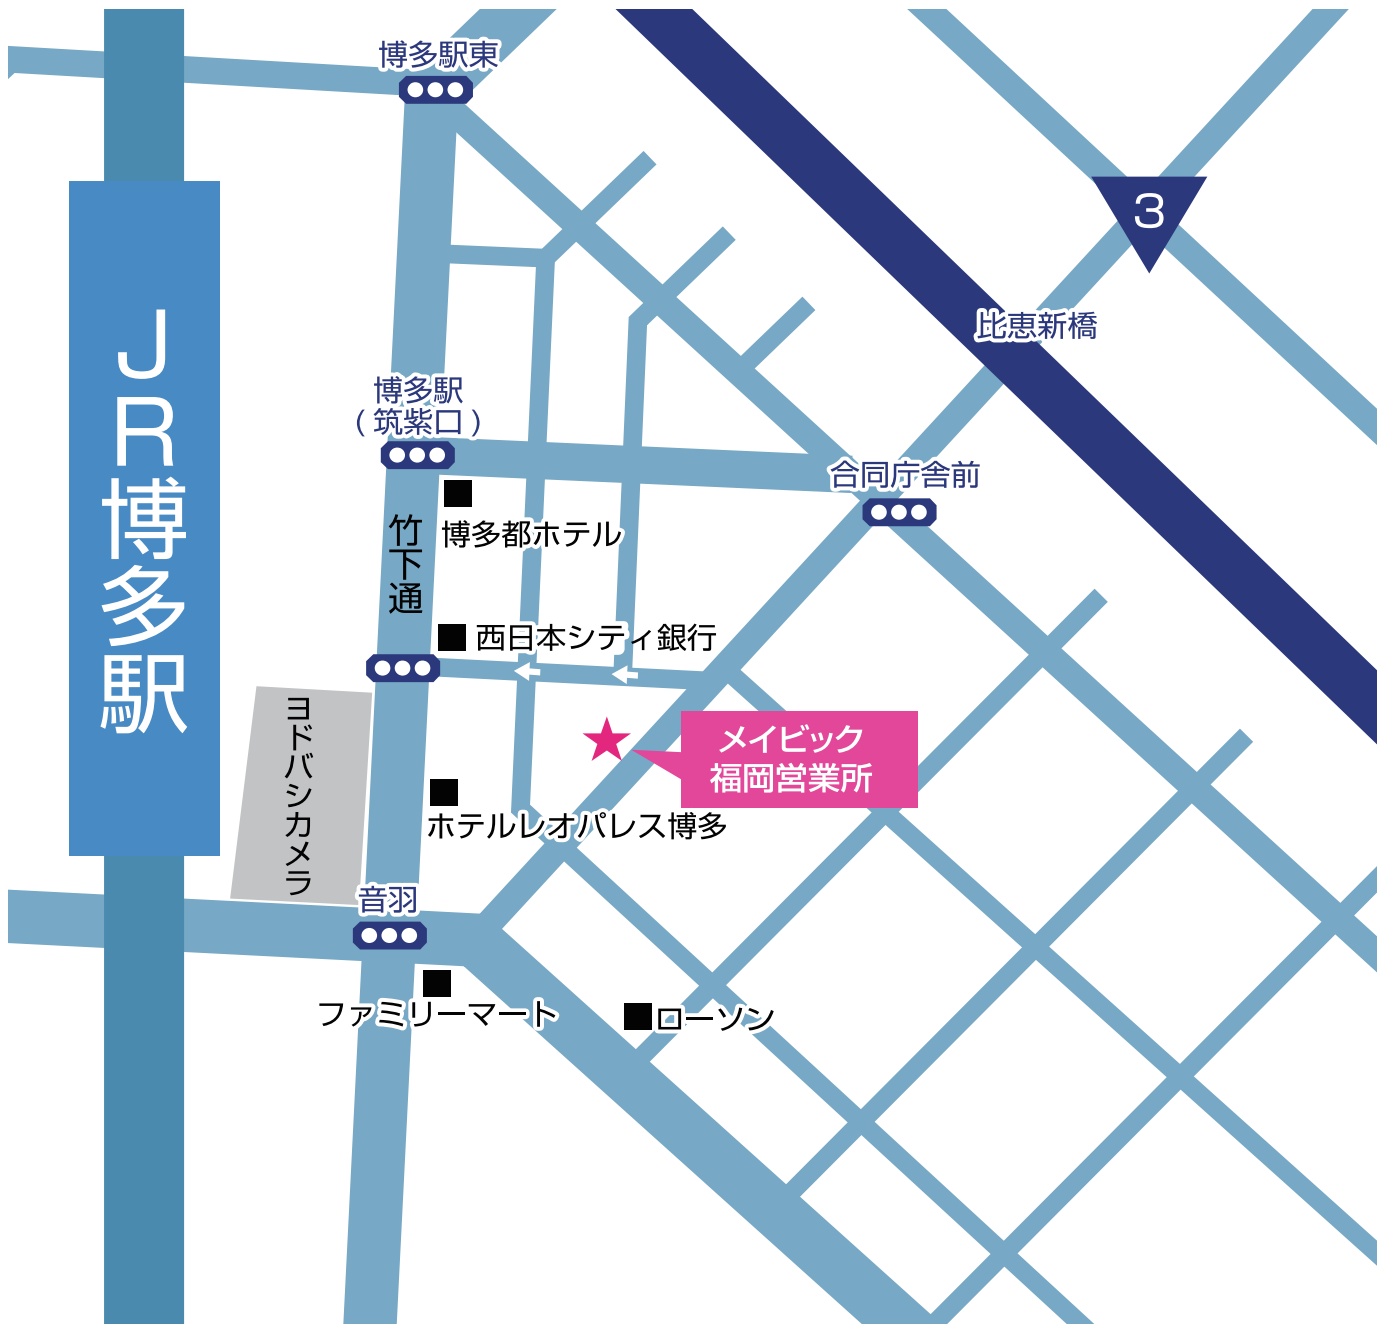 博多駅東
3
比恵新橋
JR博多駅
博多駅
(筑紫口)
合同庁舎前
竹下通
博多都ホテル
西日本シティ銀行
ヨドバシカメラ
メイビック
福岡営業所
ホテルレオパレス博多
音羽
ファミリーマート
ローソン